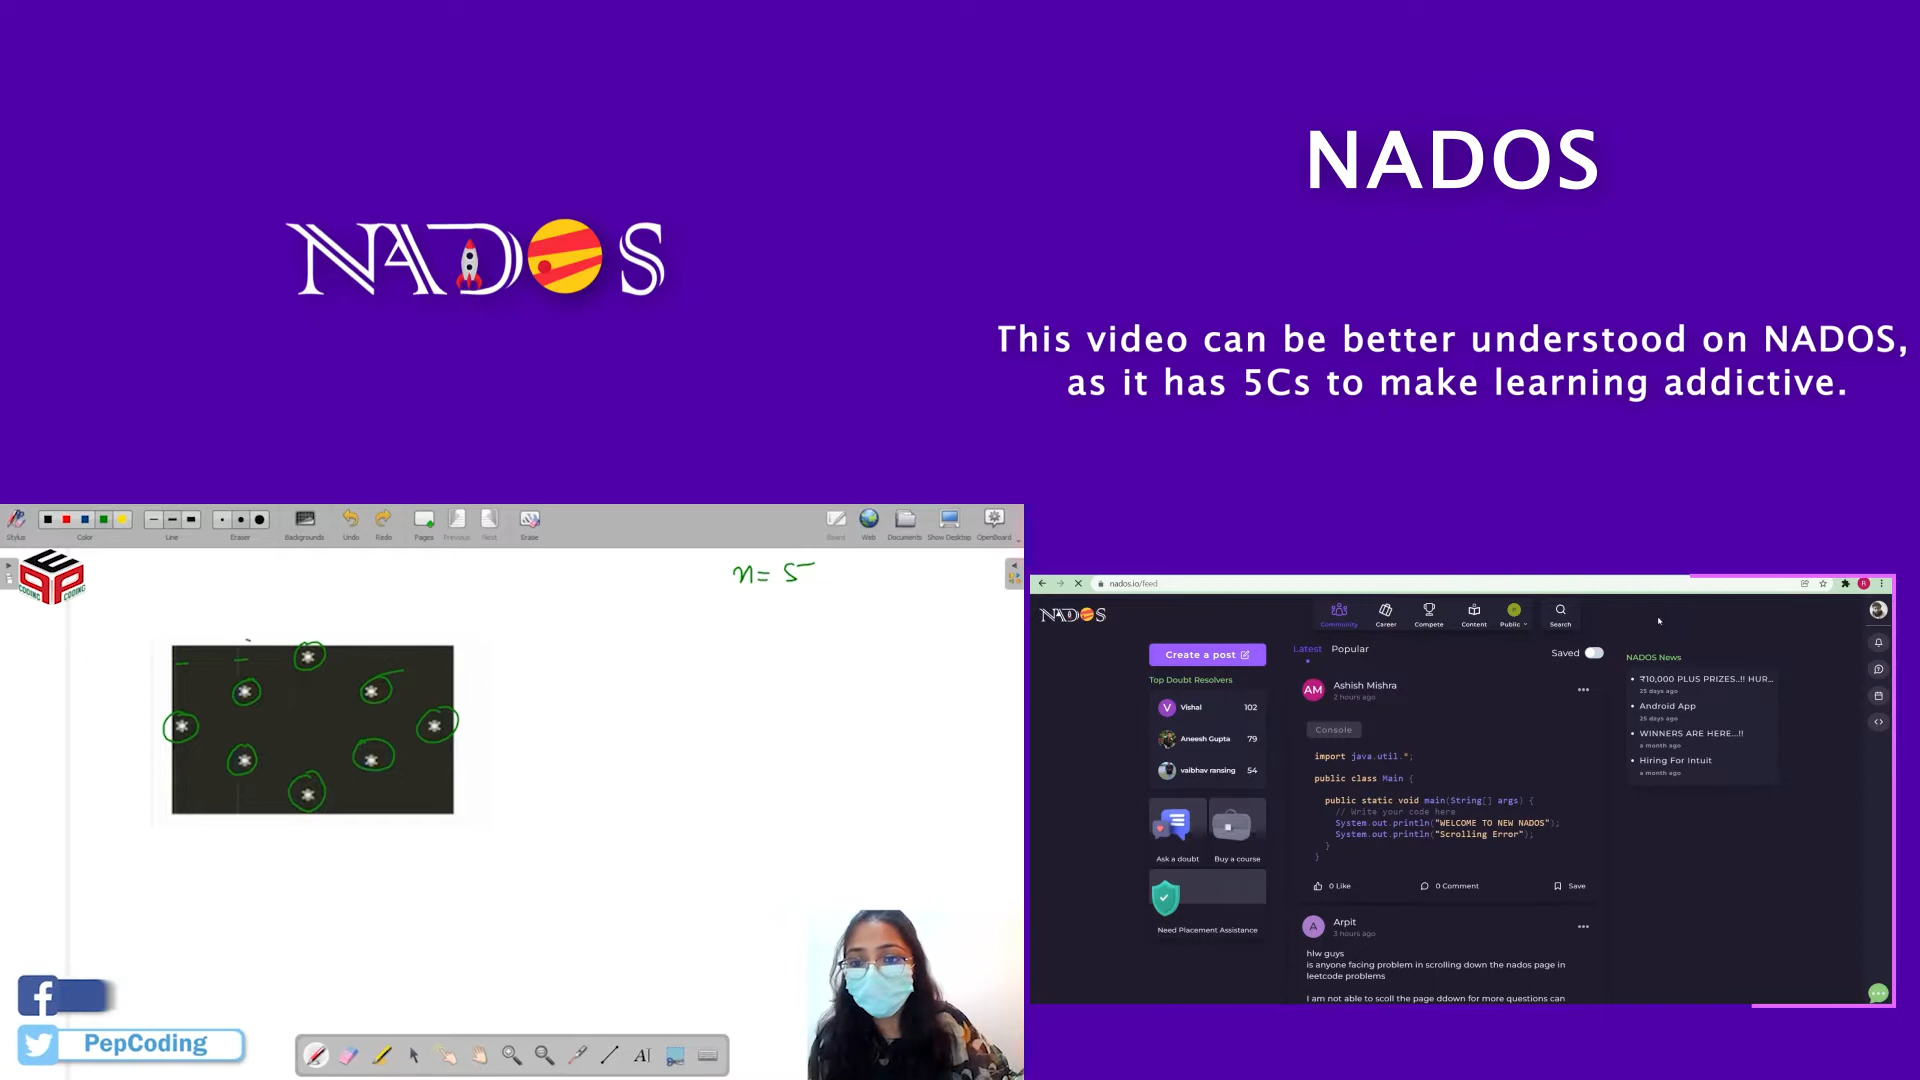 NADOS
NADOS
This video can be better understood on NADOS,
as it has 5Cs to make learning addictive.
Stylus
Color
Line
Eraser
Backgrounds
Undo
Redo
Pages
Previous
Next
Erase
Board
Web
Documents
Show Desktop
OpenBoard
PEP
CODING
CODING
n= 5
PepCoding
nados.io/feed
R
NADOS
Community
Career
Compete
Content
Public
Search
Create a post
Latest
Popular
Saved
NADOS News
Top Doubt Resolvers
V
Vishal
102
Aneesh Gupta
79
vaibhav ransing
54
Ask a doubt
Buy a course
Need Placement Assistance
AM
Ashish Mishra
2 hours ago
Console
import java.util.*;
public class Main {
public static void main(String[] args) {
// Write your code here
System.out.println("WELCOME TO NEW NADOS");
System.out.println("Scrolling Error");
}
}
0 Like
0 Comment
Save
A
Arpit
3 hours ago
hlw guys
is anyone facing problem in scrolling down the nados page in
leetcode problems
I am not able to scoll the page ddown for more questions can
₹10,000 PLUS PRIZES..!! HUR...
25 days ago
Android App
25 days ago
WINNERS ARE HERE...!!
a month ago
Hiring For Intuit
a month ago